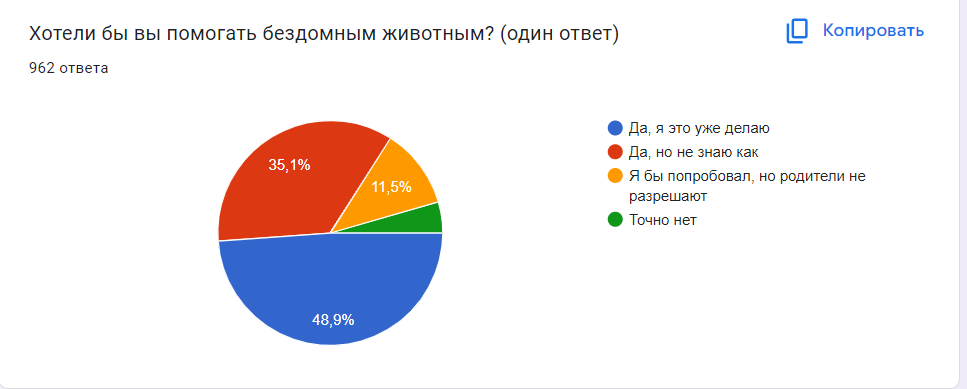 Хотели бы вы помогать бездомным животным? (один ответ)
Копировать
962 ответа
35,1%
11,5%
48,9%
Да, я это уже делаю
Да, но не знаю как
Я бы попробовал, но родители не
разрешают
Точно нет